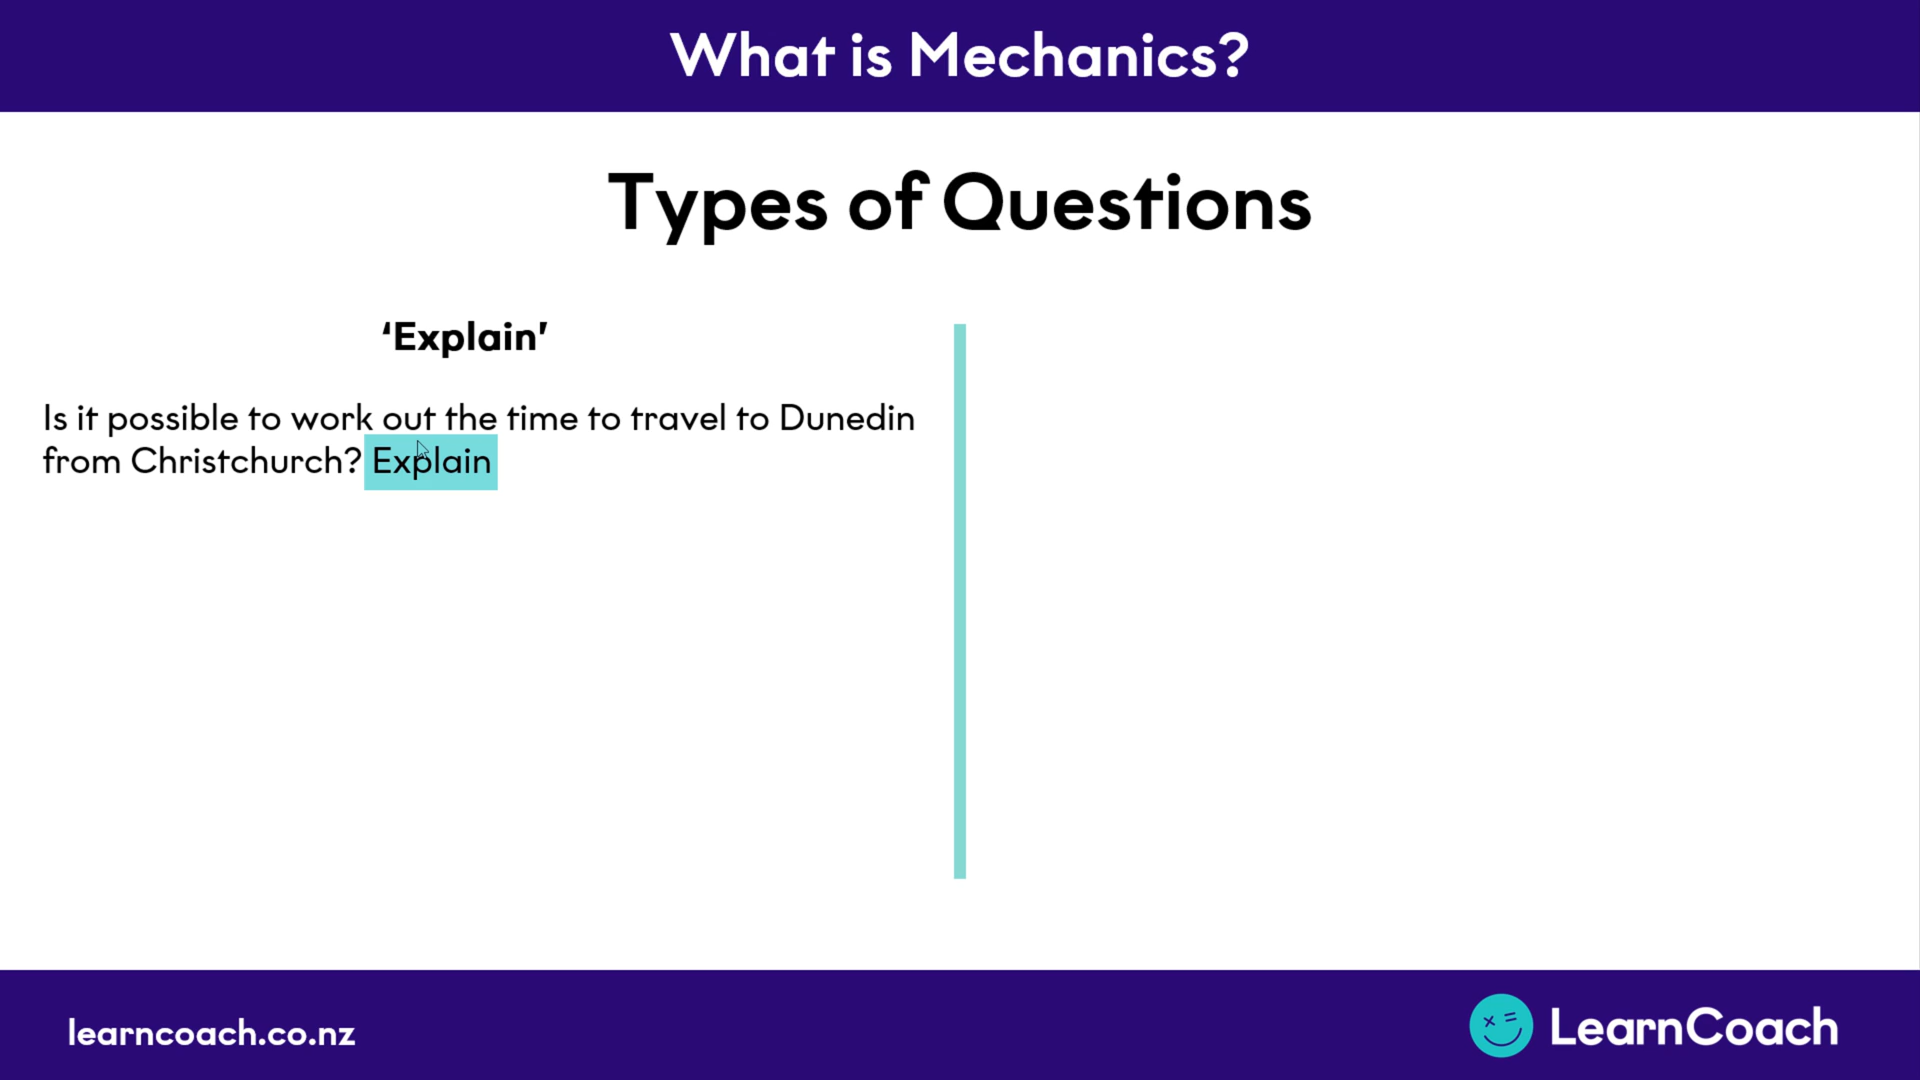 What is Mechanics?
Types of Questions
‘Explain’
Is it possible to work out the time to travel to Dunedin
from Christchurch? Explain
learncoach.co.nz
LearnCoach